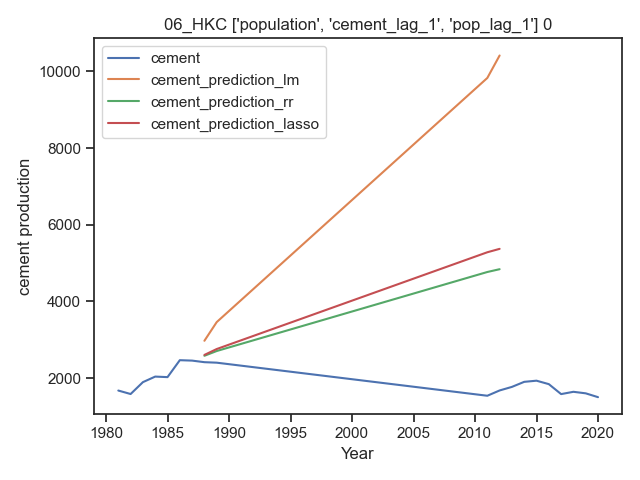 06_HKC ['population', 'cement_lag_1', 'pop_lag_1'] 0
cement
cement_prediction_lm
cement_prediction_rr
cement_prediction_lasso
cement production
10000
8000
6000
4000
2000
1980 1985 1990 1995 2000 2005 2010 2015 2020
Year